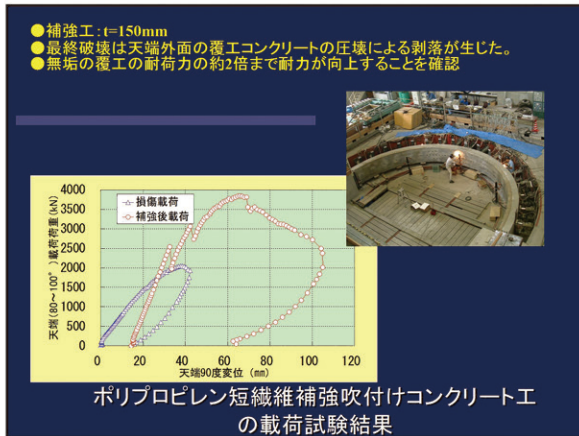 ●補強工:t=150mm
●最終破壊は天端外面の覆工コンクリートの圧壊による剥落が生じた。
●無垢の覆工の耐荷力の約2倍まで耐力が向上することを確認
天端(80～100°)載荷荷重(kN)
4000
3500
3000
2500
2000
1500
1000
500
0
損傷載荷
補強後載荷
0 20 40 60 80 100 120
天端90度変位 (mm)
ポリプロピレン短繊維補強吹付けコンクリート工
の載荷試験結果